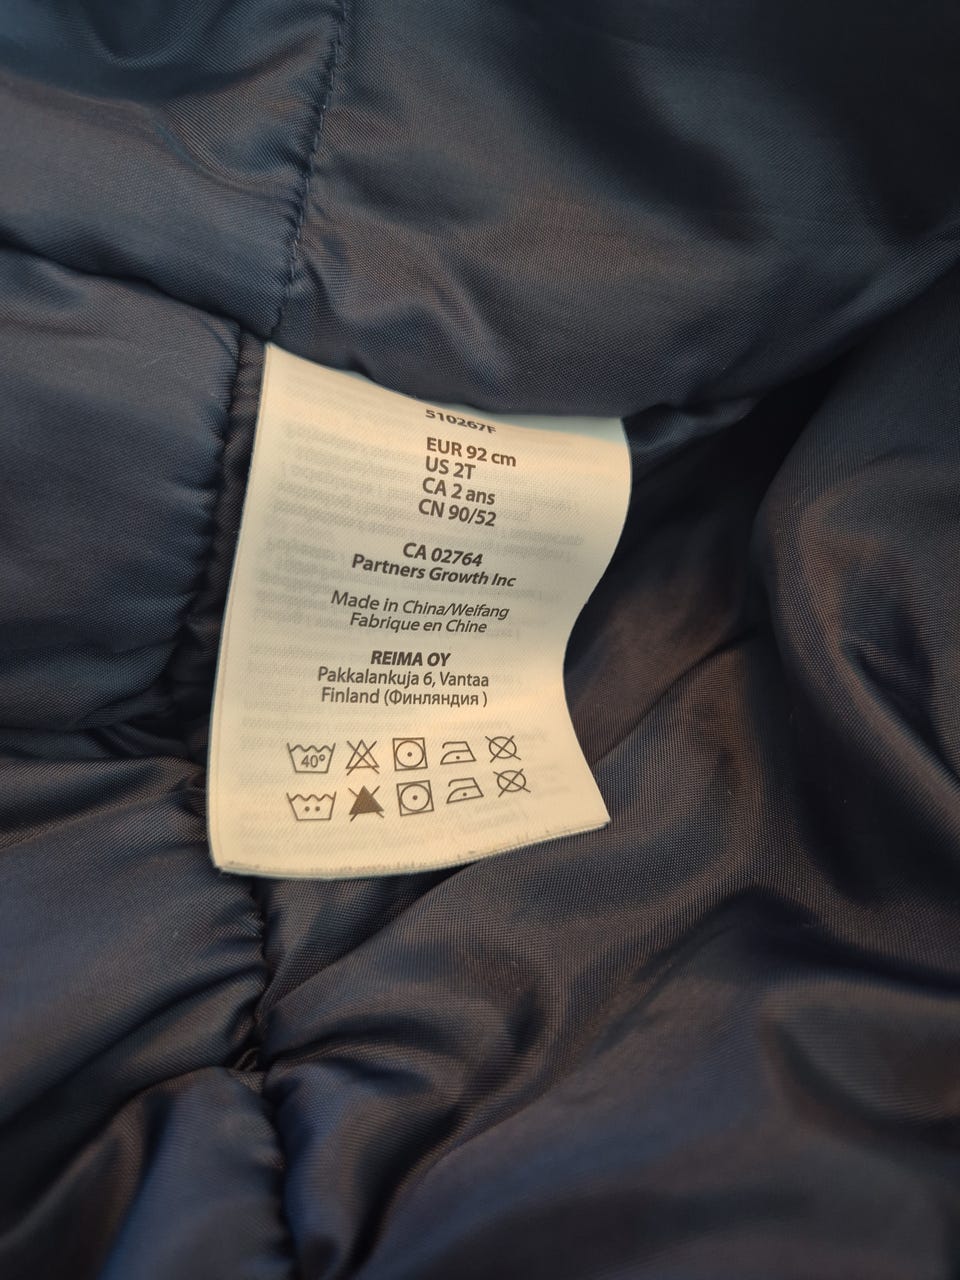 510267F
EUR 92 cm
US 2T
CA 2 ans
CN 90/52
CA 02764
Partners Growth Inc
Made in China/Weifang
Fabrique en Chine
REIMA OY
Pakkalankuja 6, Vantaa
Finland (Финляндия )
40°